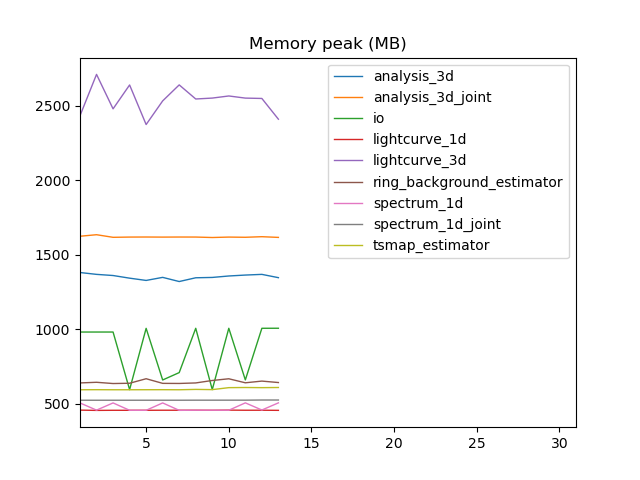 Memory peak (MB)
analysis_3d
analysis_3d_joint
io
lightcurve_1d
lightcurve_3d
ring_background_estimator
spectrum_1d
spectrum_1d_joint
tsmap_estimator
2500
2000
1500
1000
500
5 10 15 20 25 30